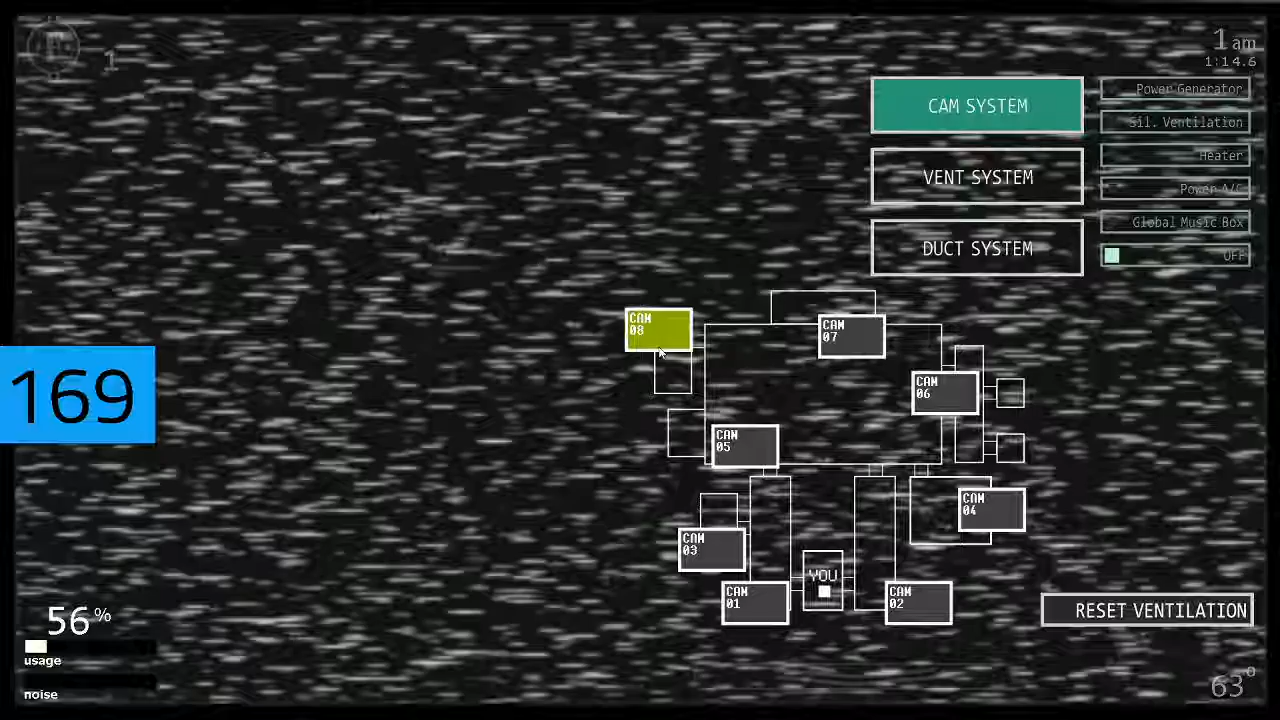 1
1 am
1:14.6
CAM SYSTEM
Power Generator
Sil. Ventilation
VENT SYSTEM
Heater
Power A/C
DUCT SYSTEM
Global Music Box
OFF
CAM
08
CAM
07
CAM
06
169
CAM
05
CAM
04
CAM
03
YOU
CAM
01
CAM
02
RESET VENTILATION
56%
usage
noise
63°